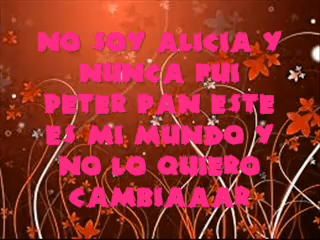 NO SOY ALICIA Y
NUNCA FUI
PETER PAN ESTE
ES MI MUNDO Y
NO LO QUIERO
CAMBIAAAR